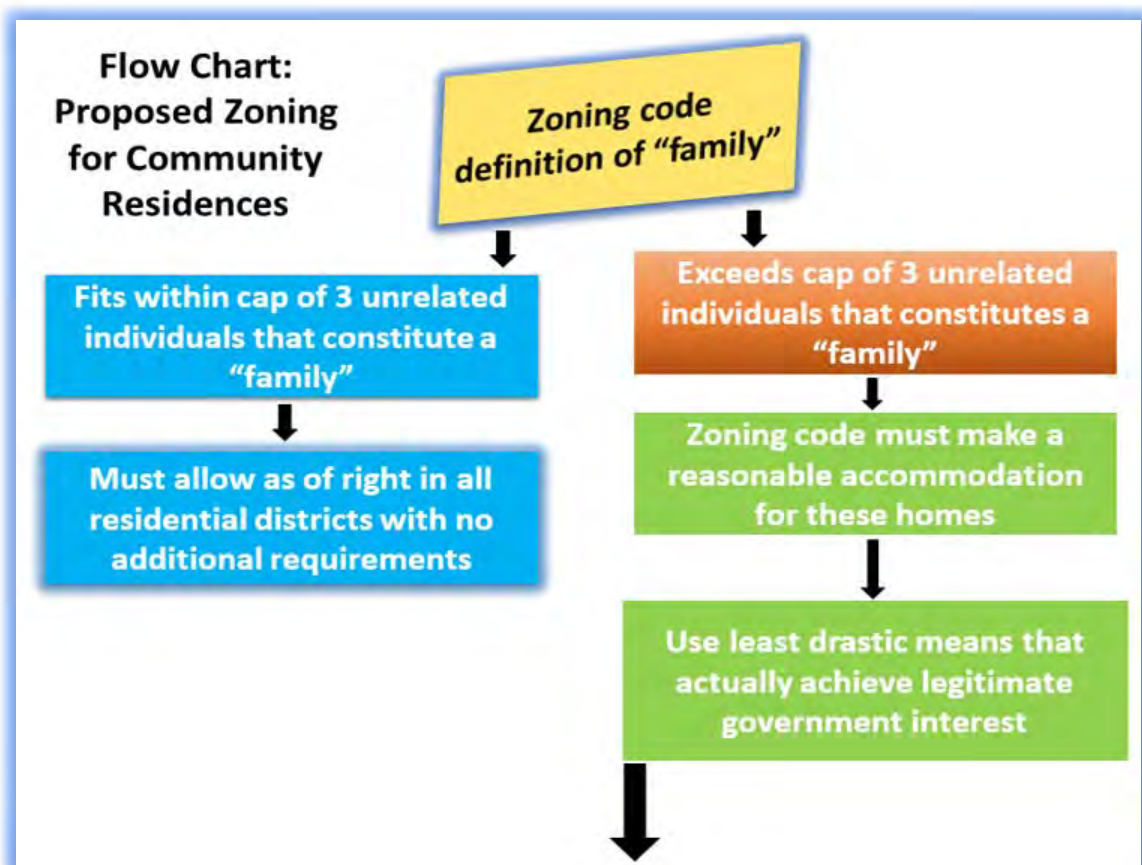 Flow Chart:
Proposed Zoning
for Community
Residences
Zoning code
definition of “family”
Fits within cap of 3 unrelated
individuals that constitute a
“family”
Must allow as of right in all
residential districts with no
additional requirements
Exceeds cap of 3 unrelated
individuals that constitutes a
“family”
Zoning code must make a
reasonable accommodation
for these homes
Use least drastic means that
actually achieve legitimate
government interest